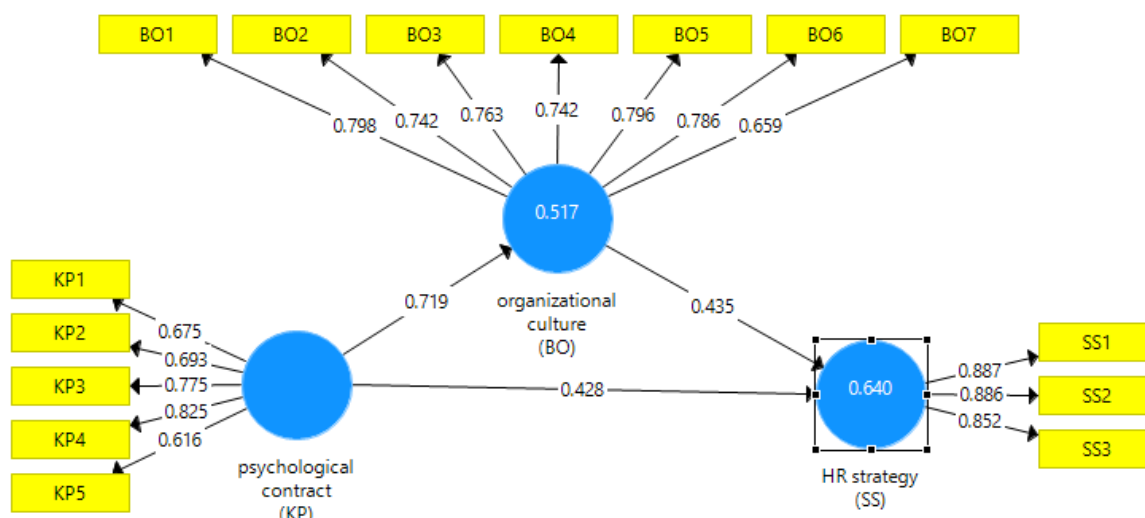 BO1 BO2 BO3 BO4 BO5 BO6 BO7
0.798 0.742 0.763 0.742 0.796 0.786 0.659
0.517
organizational
culture
(BO)
KP1
KP2
KP3
KP4
KP5
0.675
0.693
0.775
0.825
0.616
psychological
contract
(KP)
0.719
0.435
0.428
0.640
HR strategy
(SS)
0.887
0.886
0.852
SS1
SS2
SS3